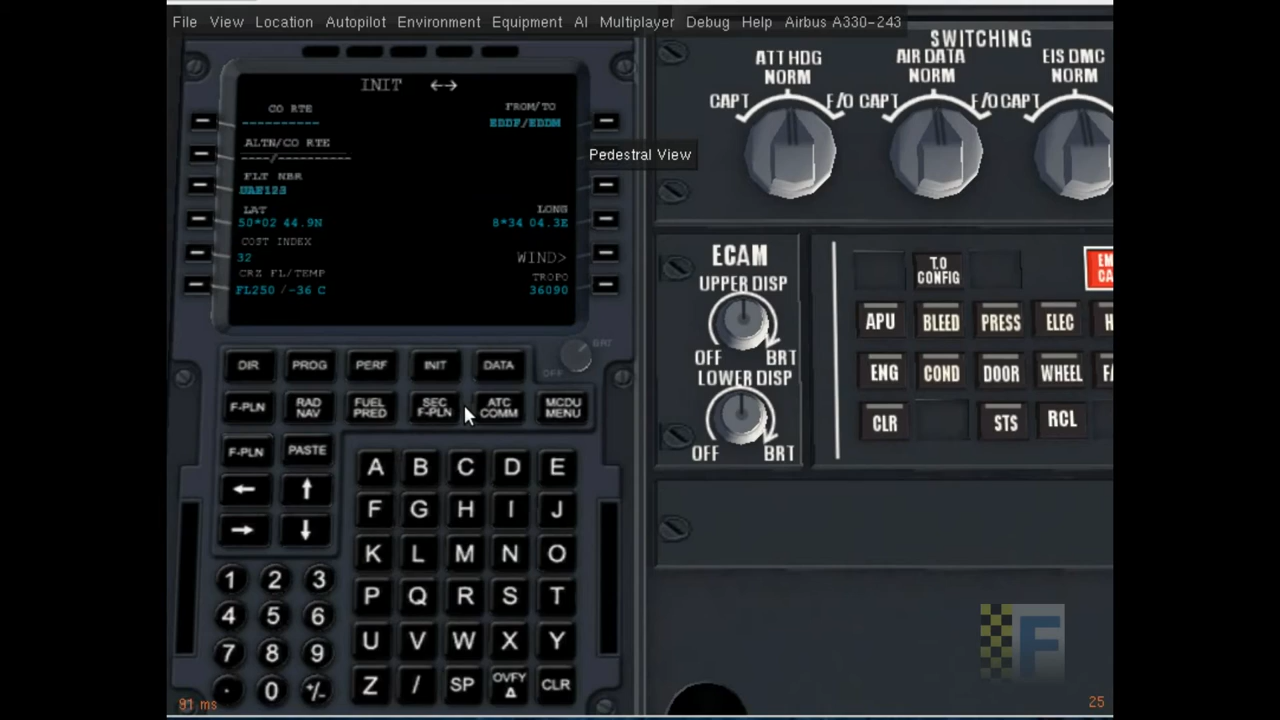 File View Location Autopilot Environment Equipment AI Multiplayer Debug Help Airbus A330-243
INIT ↔
CO RTE FROM/TO
---------- EDDF/EDDM
ALTN/CO RTE
----/----------
FLT NBR
UAE123
LAT LONG
50*02 44.9N 8*34 04.3E
COST INDEX
32 WIND>
CRZ FL/TEMP TROPO
FL250 /-36 C 36090
Pedestral View
BRT
OFF
DIR PROG PERF INIT DATA
F-PLN RAD NAV FUEL PRED SEC F-PLN ATC COMM MCDU MENU
F-PLN PASTE
← ↑
→ ↓
A B C D E
F G H I J
K L M N O
P Q R S T
U V W X Y
Z / SP OVFY Δ CLR
1 2 3
4 5 6
7 8 9
. 0 +/-
SWITCHING
ATT HDG AIR DATA EIS DMC
NORM NORM NORM
CAPT F/O CAPT F/O CAPT
ECAM
UPPER DISP
OFF BRT
LOWER DISP
OFF BRT
T.O
CONFIG
EM
CA
APU BLEED PRESS ELEC H
ENG COND DOOR WHEEL F/
CLR STS RCL
F
91 ms
25